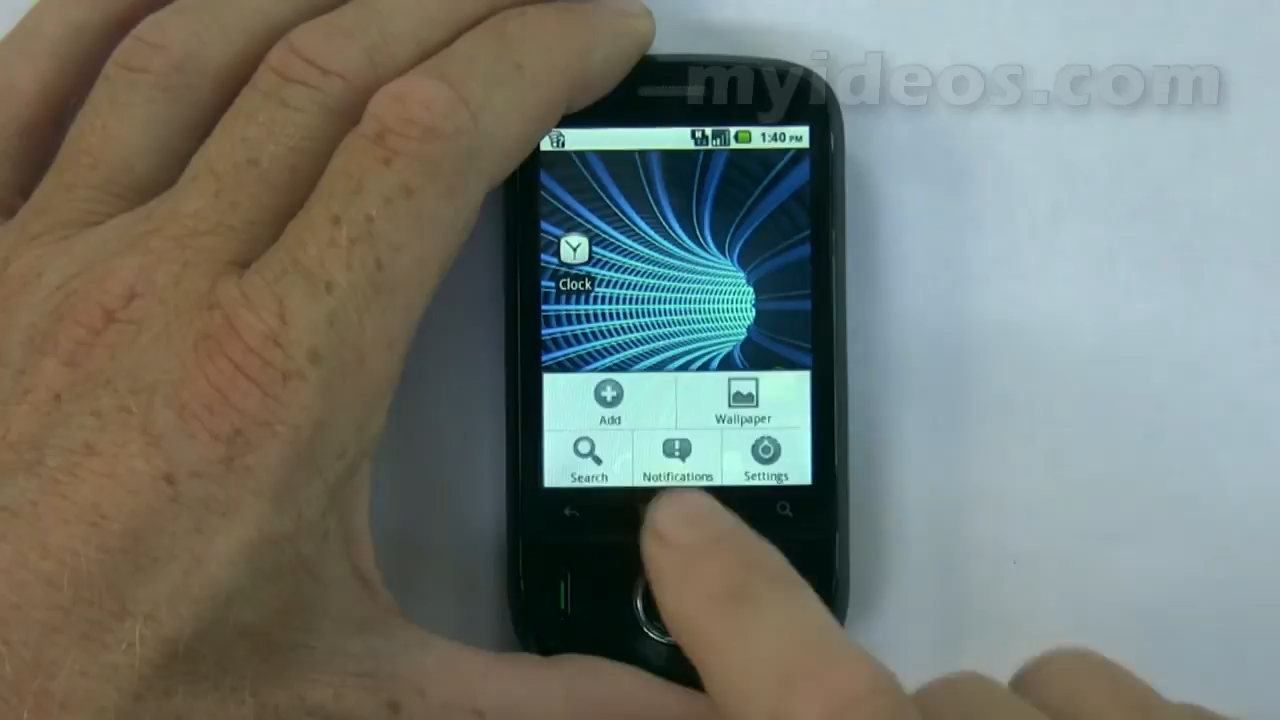 myideos.com
1:40 PM
Clock
Add
Wallpaper
Search
Notifications
Settings